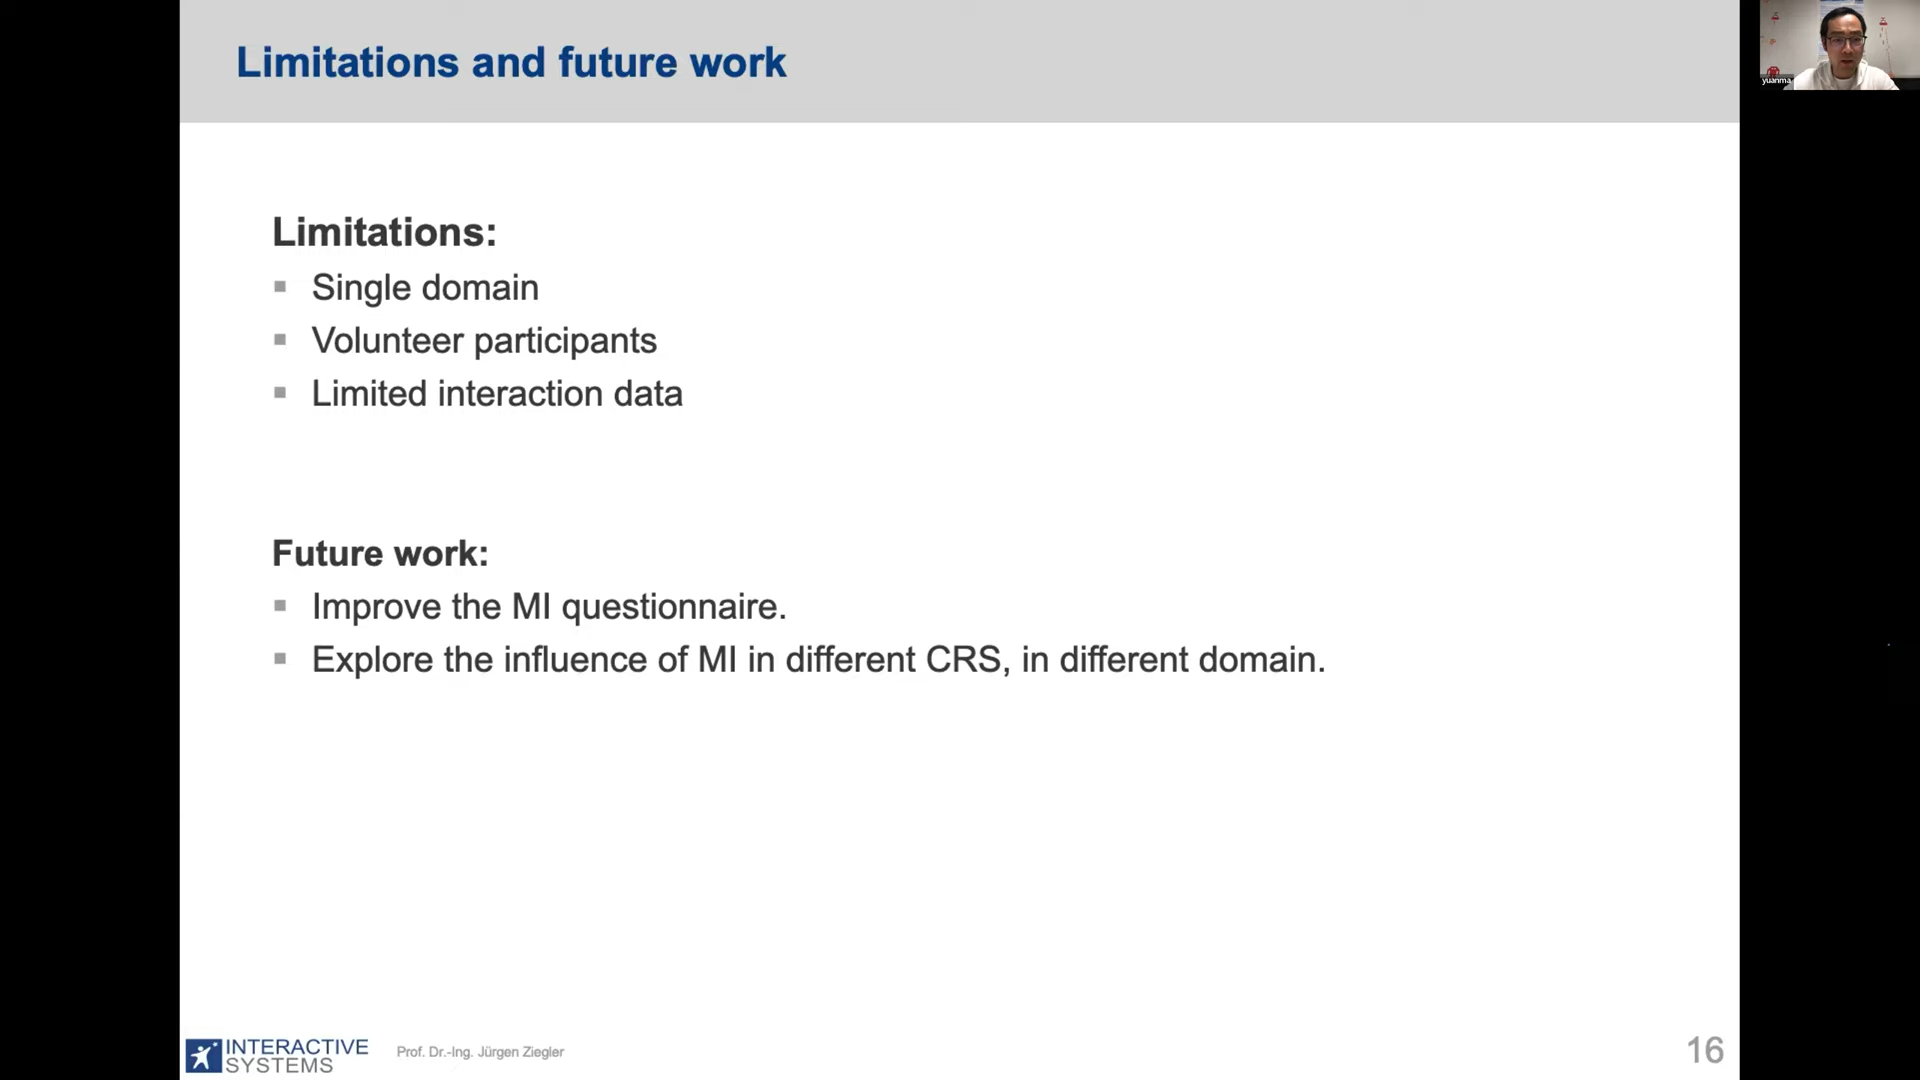 Limitations and future work
yuanma
Limitations:
Single domain
Volunteer participants
Limited interaction data
Future work:
Improve the MI questionnaire.
Explore the influence of MI in different CRS, in different domain.
INTERACTIVE
SYSTEMS
Prof. Dr.-Ing. Jürgen Ziegler
16